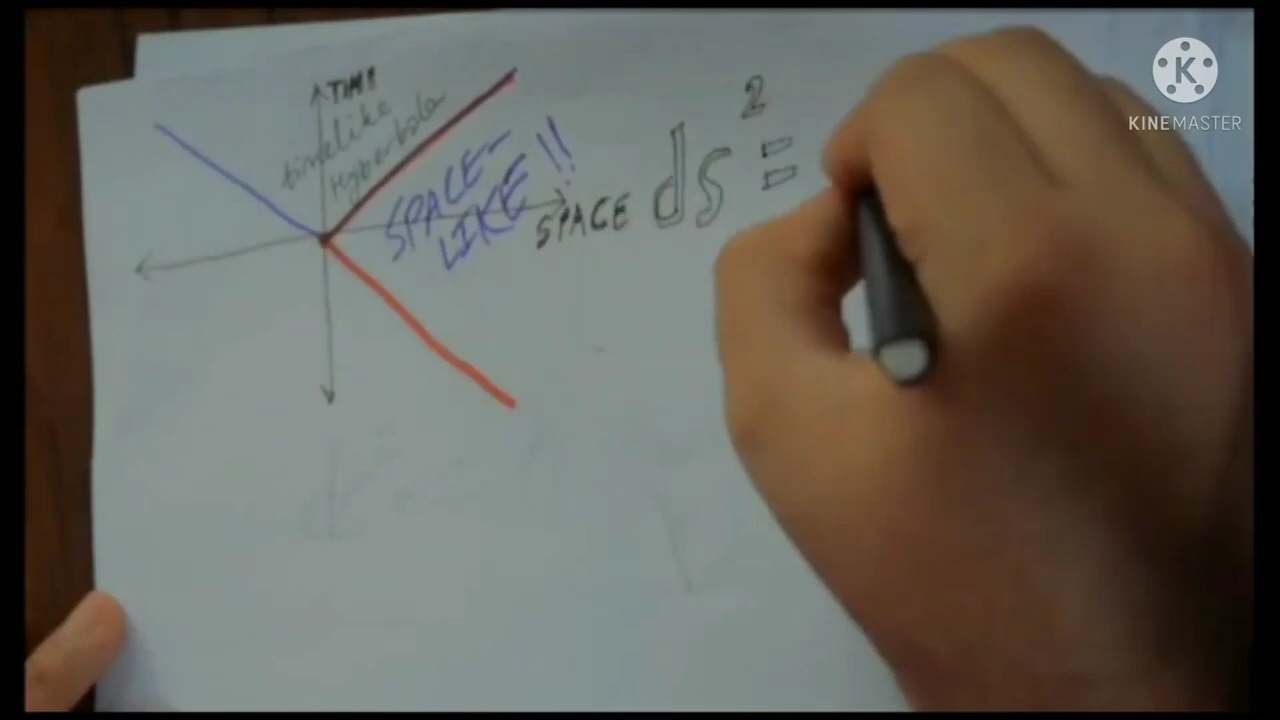 TIME
timelike
Hyperbola
SPACE-
LIKE !!
SPACE
ds² =
K
KINEMASTER